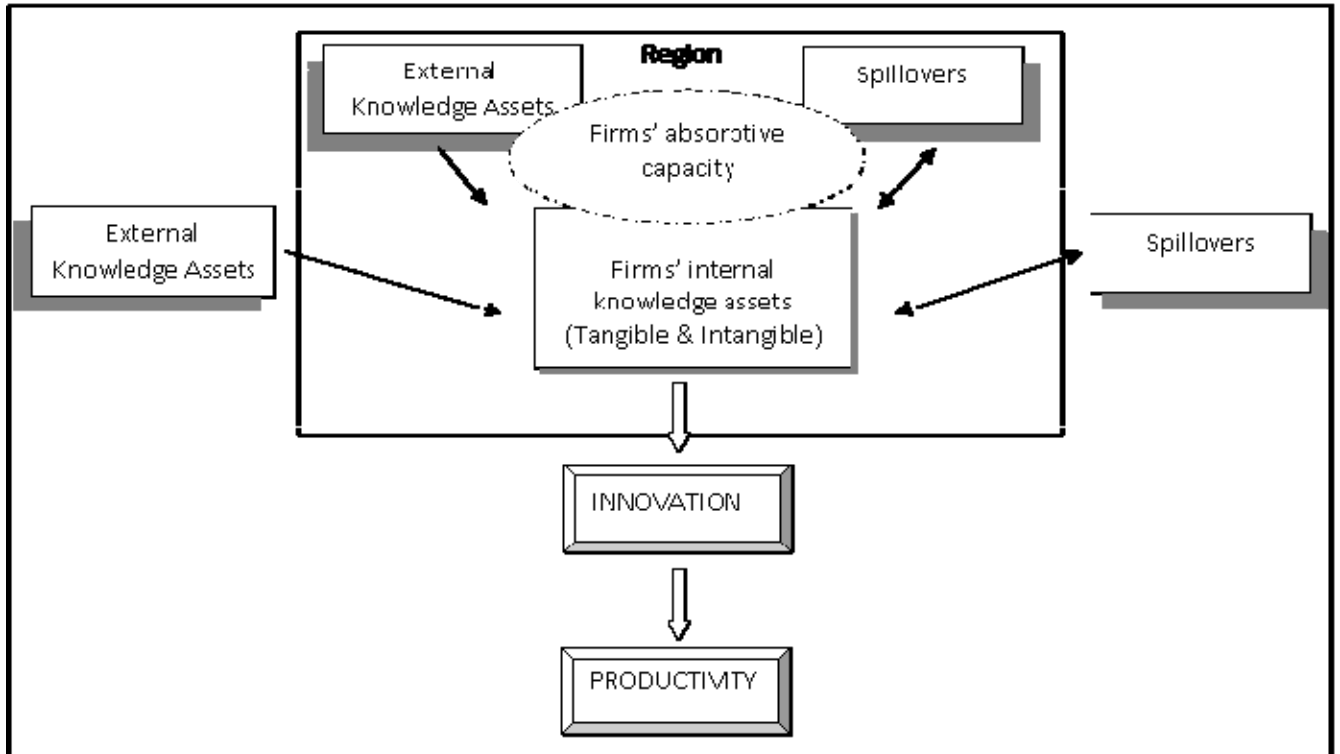 Region
External
Knowledge Assets
Spillovers
Firms' absorptive
capacity
External
Knowledge Assets
Spillovers
Firms' internal
knowledge assets
(Tangible & Intangible)
INNOVATION
PRODUCTIVITY